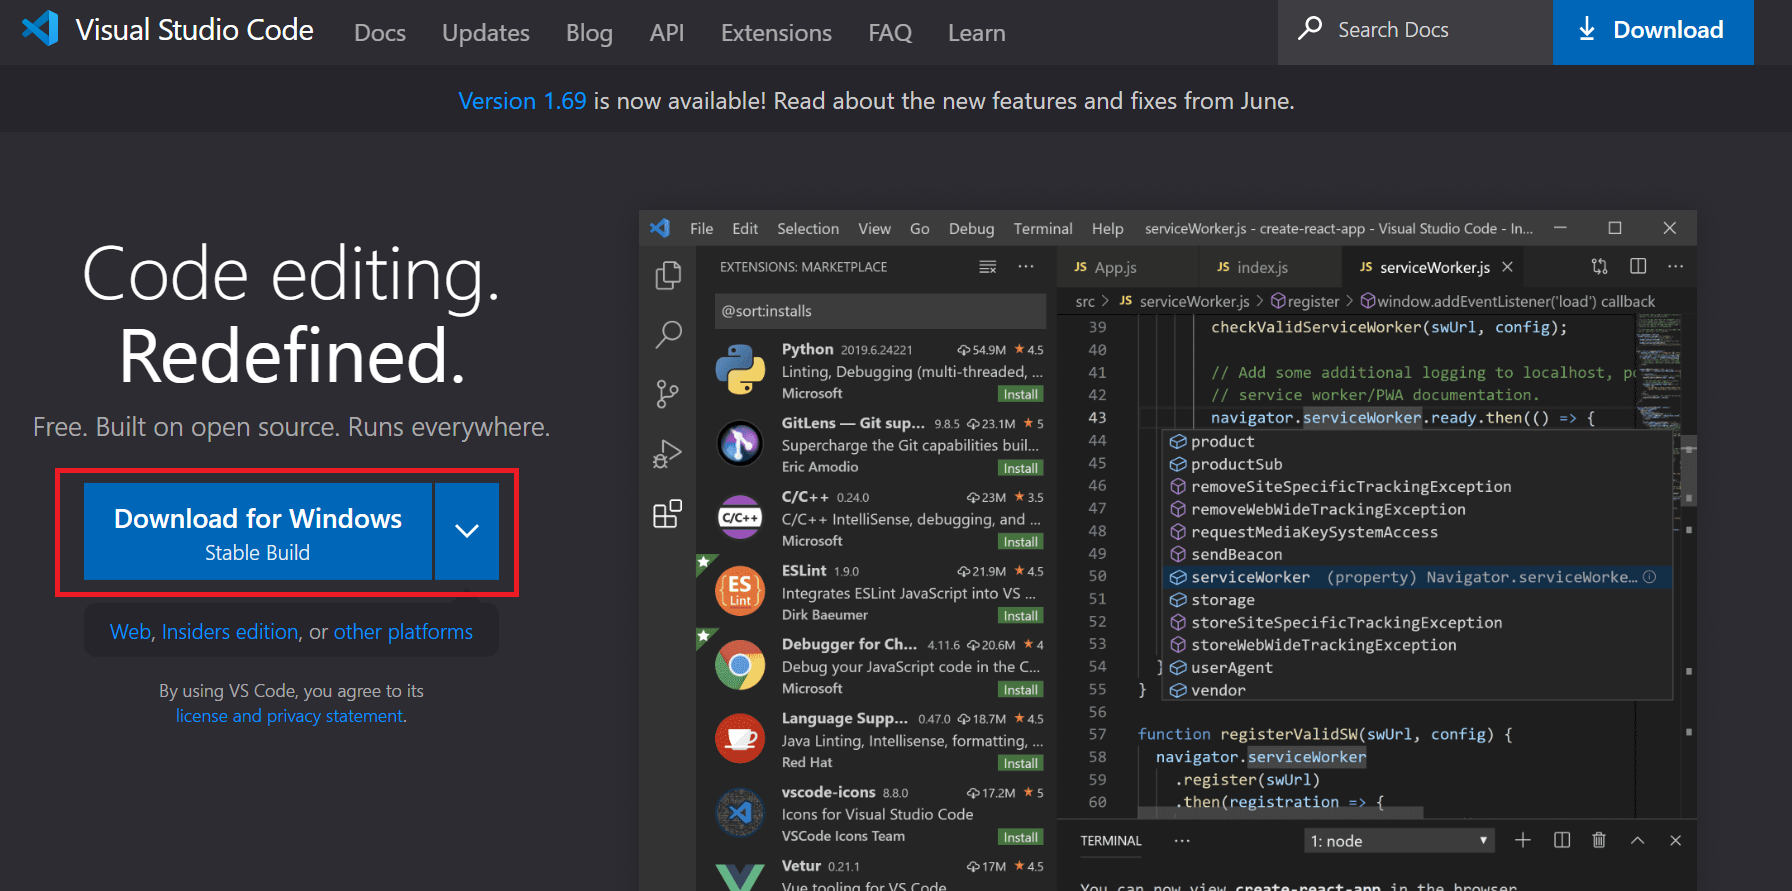 Visual Studio Code Docs Updates Blog API Extensions FAQ Learn Search Docs Download
Version 1.69 is now available! Read about the new features and fixes from June.
Code editing.
Redefined.
Free. Built on open source. Runs everywhere.
Download for Windows
Stable Build
Web, Insiders edition, or other platforms
By using VS Code, you agree to its
license and privacy statement.
File Edit Selection View Go Debug Terminal Help serviceWorker.js - create-react-app - Visual Studio Code - In...
EXTENSIONS: MARKETPLACE
@sort:installs
Python 2019.6.24221 54.9M 4.5
Linting, Debugging (multi-threaded, ...
Microsoft Install
GitLens — Git sup... 9.8.5 23.1M 5
Supercharge the Git capabilities buil...
Eric Amodio Install
C/C++
C/C++ 0.24.0 23M 3.5
C/C++ IntelliSense, debugging, and ...
Microsoft Install
ES
Lint
ESLint 1.9.0 21.9M 4.5
Integrates ESLint JavaScript into VS ...
Dirk Baeumer Install
Debugger for Ch... 4.11.6 20.6M 4
Debug your JavaScript code in the C...
Microsoft Install
Language Supp... 0.47.0 18.7M 4.5
Java Linting, Intellisense, formatting, ...
Red Hat Install
vscode-icons 8.8.0 17.2M 5
Icons for Visual Studio Code
VSCode Icons Team Install
Vetur 0.21.1 17M 4.5
Vue tooling for VS Code
JS App.js JS index.js JS serviceWorker.js
src > JS serviceWorker.js > register > window.addEventListener('load') callback
39 checkValidServiceWorker(swUrl, config);
40
41 // Add some additional logging to localhost, po
42 // service worker/PWA documentation.
43 navigator.serviceWorker.ready.then(() => {
44 product
45 productSub
46 removeSiteSpecificTrackingException
47 removeWebWideTrackingException
48 requestMediaKeySystemAccess
49 sendBeacon
50 serviceWorker (property) Navigator.serviceWorke...
51 storage
52 storeSiteSpecificTrackingException
53 storeWebWideTrackingException
54 } userAgent
55 } vendor
56
57 function registerValidSW(swUrl, config) {
58 navigator.serviceWorker
59 .register(swUrl)
60 .then(registration => {
TERMINAL ... 1: node
You can now view create-react-app in the browser